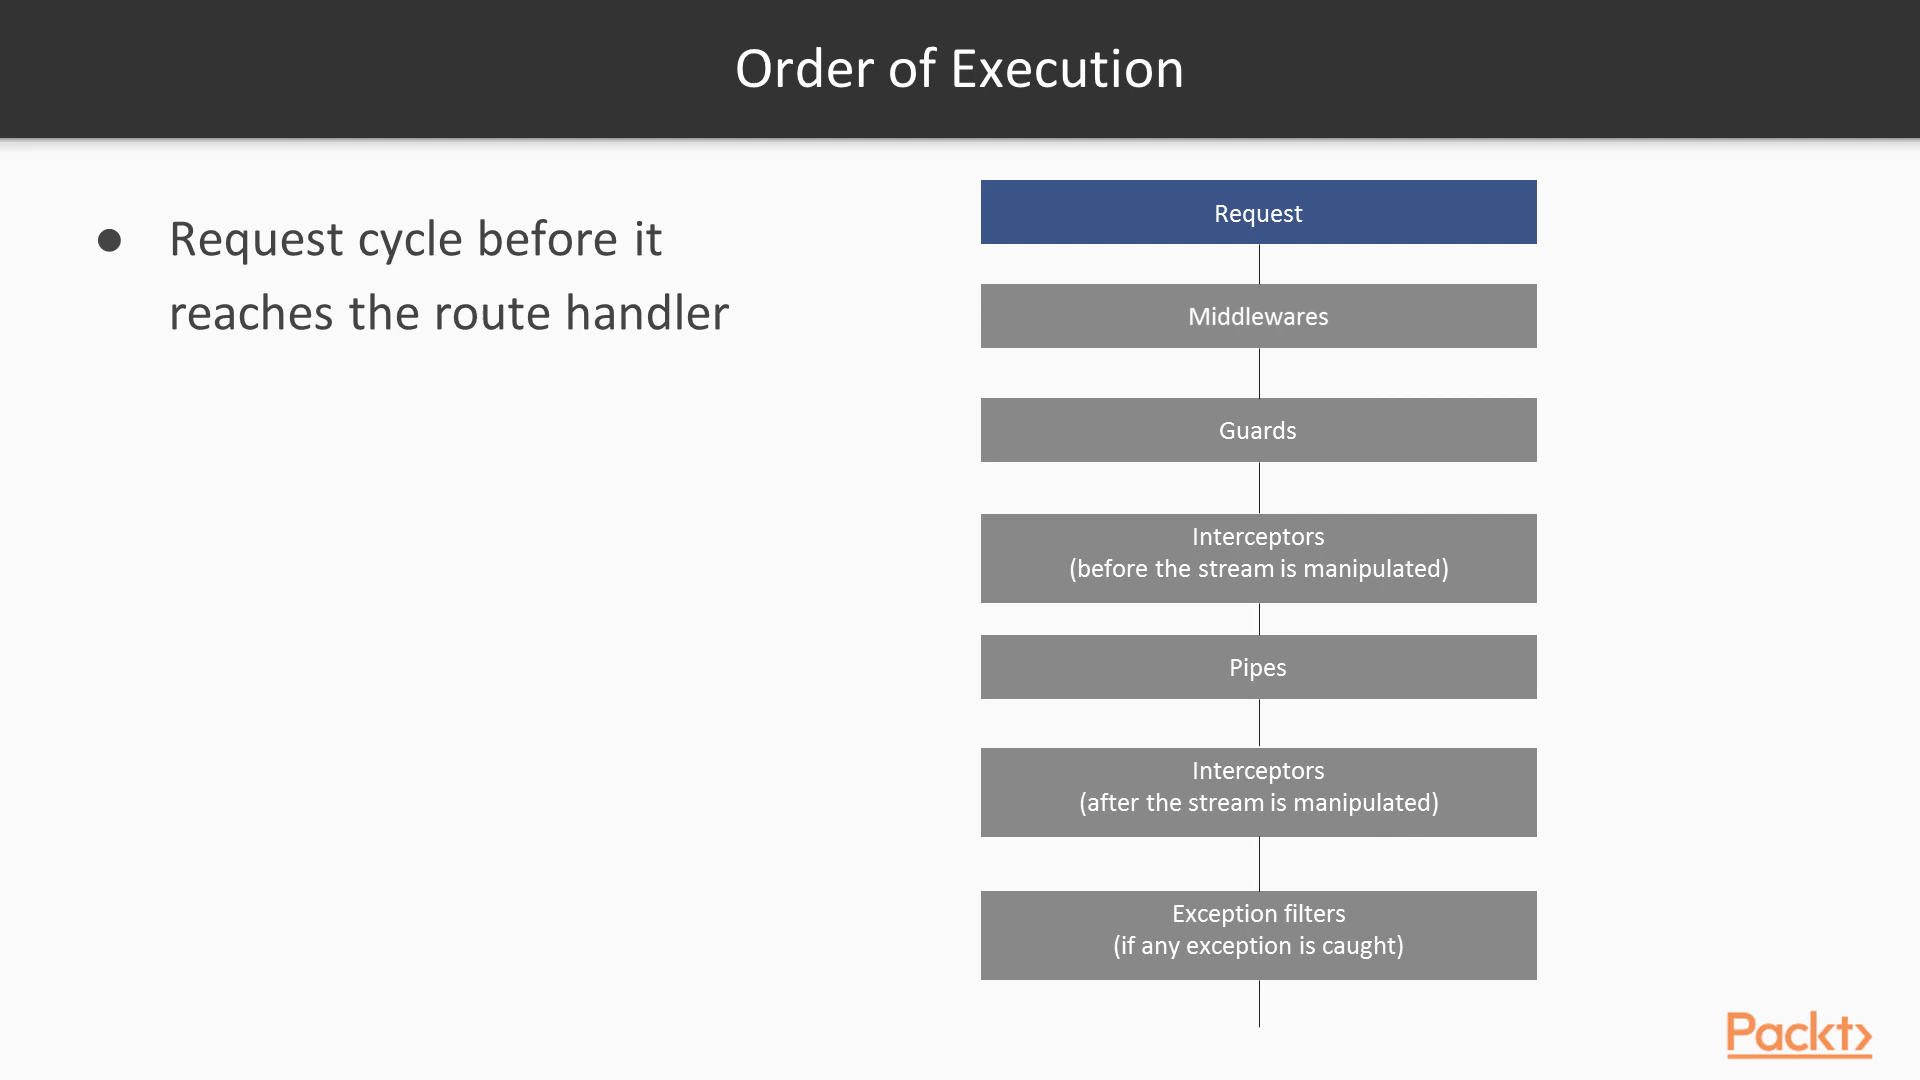 Order of Execution
● Request cycle before it
reaches the route handler
Request
Middlewares
Guards
Interceptors
(before the stream is manipulated)
Pipes
Interceptors
(after the stream is manipulated)
Exception filters
(if any exception is caught)
Packt>